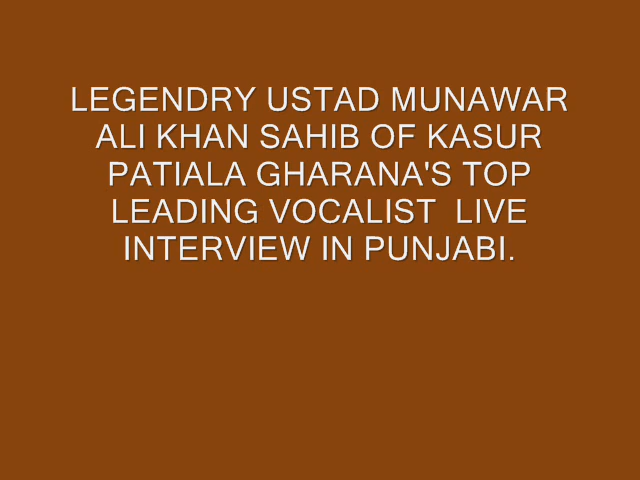 LEGENDRY USTAD MUNAWAR
ALI KHAN SAHIB OF KASUR
PATIALA GHARANA'S TOP
LEADING VOCALIST  LIVE
INTERVIEW IN PUNJABI.